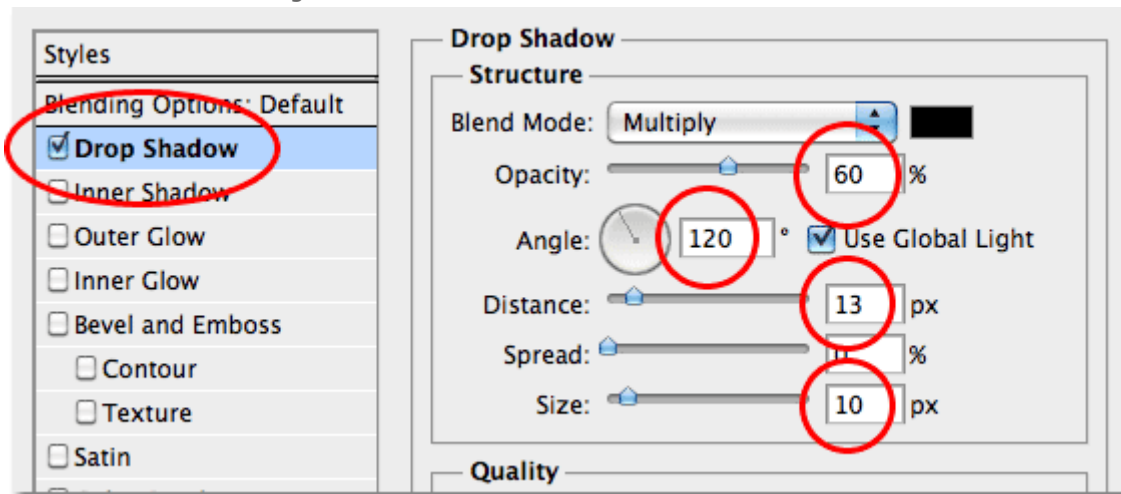 Styles
Blending Options: Default
Drop Shadow
Inner Shadow
Outer Glow
Inner Glow
Bevel and Emboss
Contour
Texture
Satin
Drop Shadow
Structure
Blend Mode: Multiply
Opacity: 60 %
Angle: 120 ° Use Global Light
Distance: 13 px
Spread: 0 %
Size: 10 px
Quality